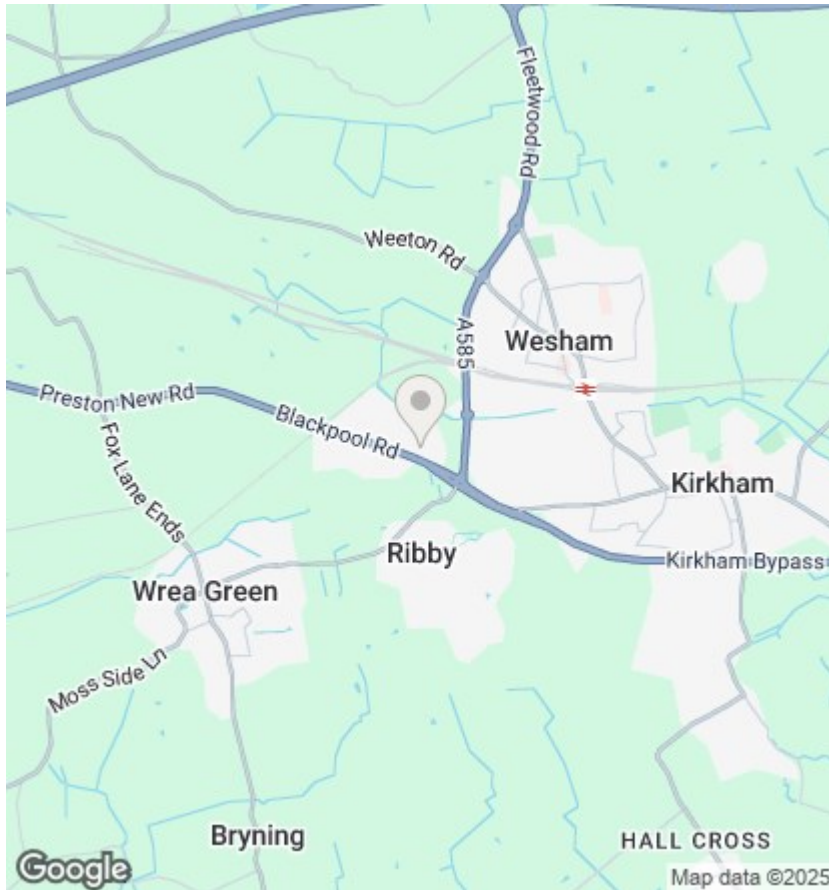 Fleetwood Rd
Weeton Rd
Wesham
A585
Preston New Rd
Blackpool Rd
Fox Lane Ends
Kirkham
Ribby
Kirkham Bypass
Wrea Green
Moss Side Ln
Bryning
HALL CROSS
Google
Map data ©2025